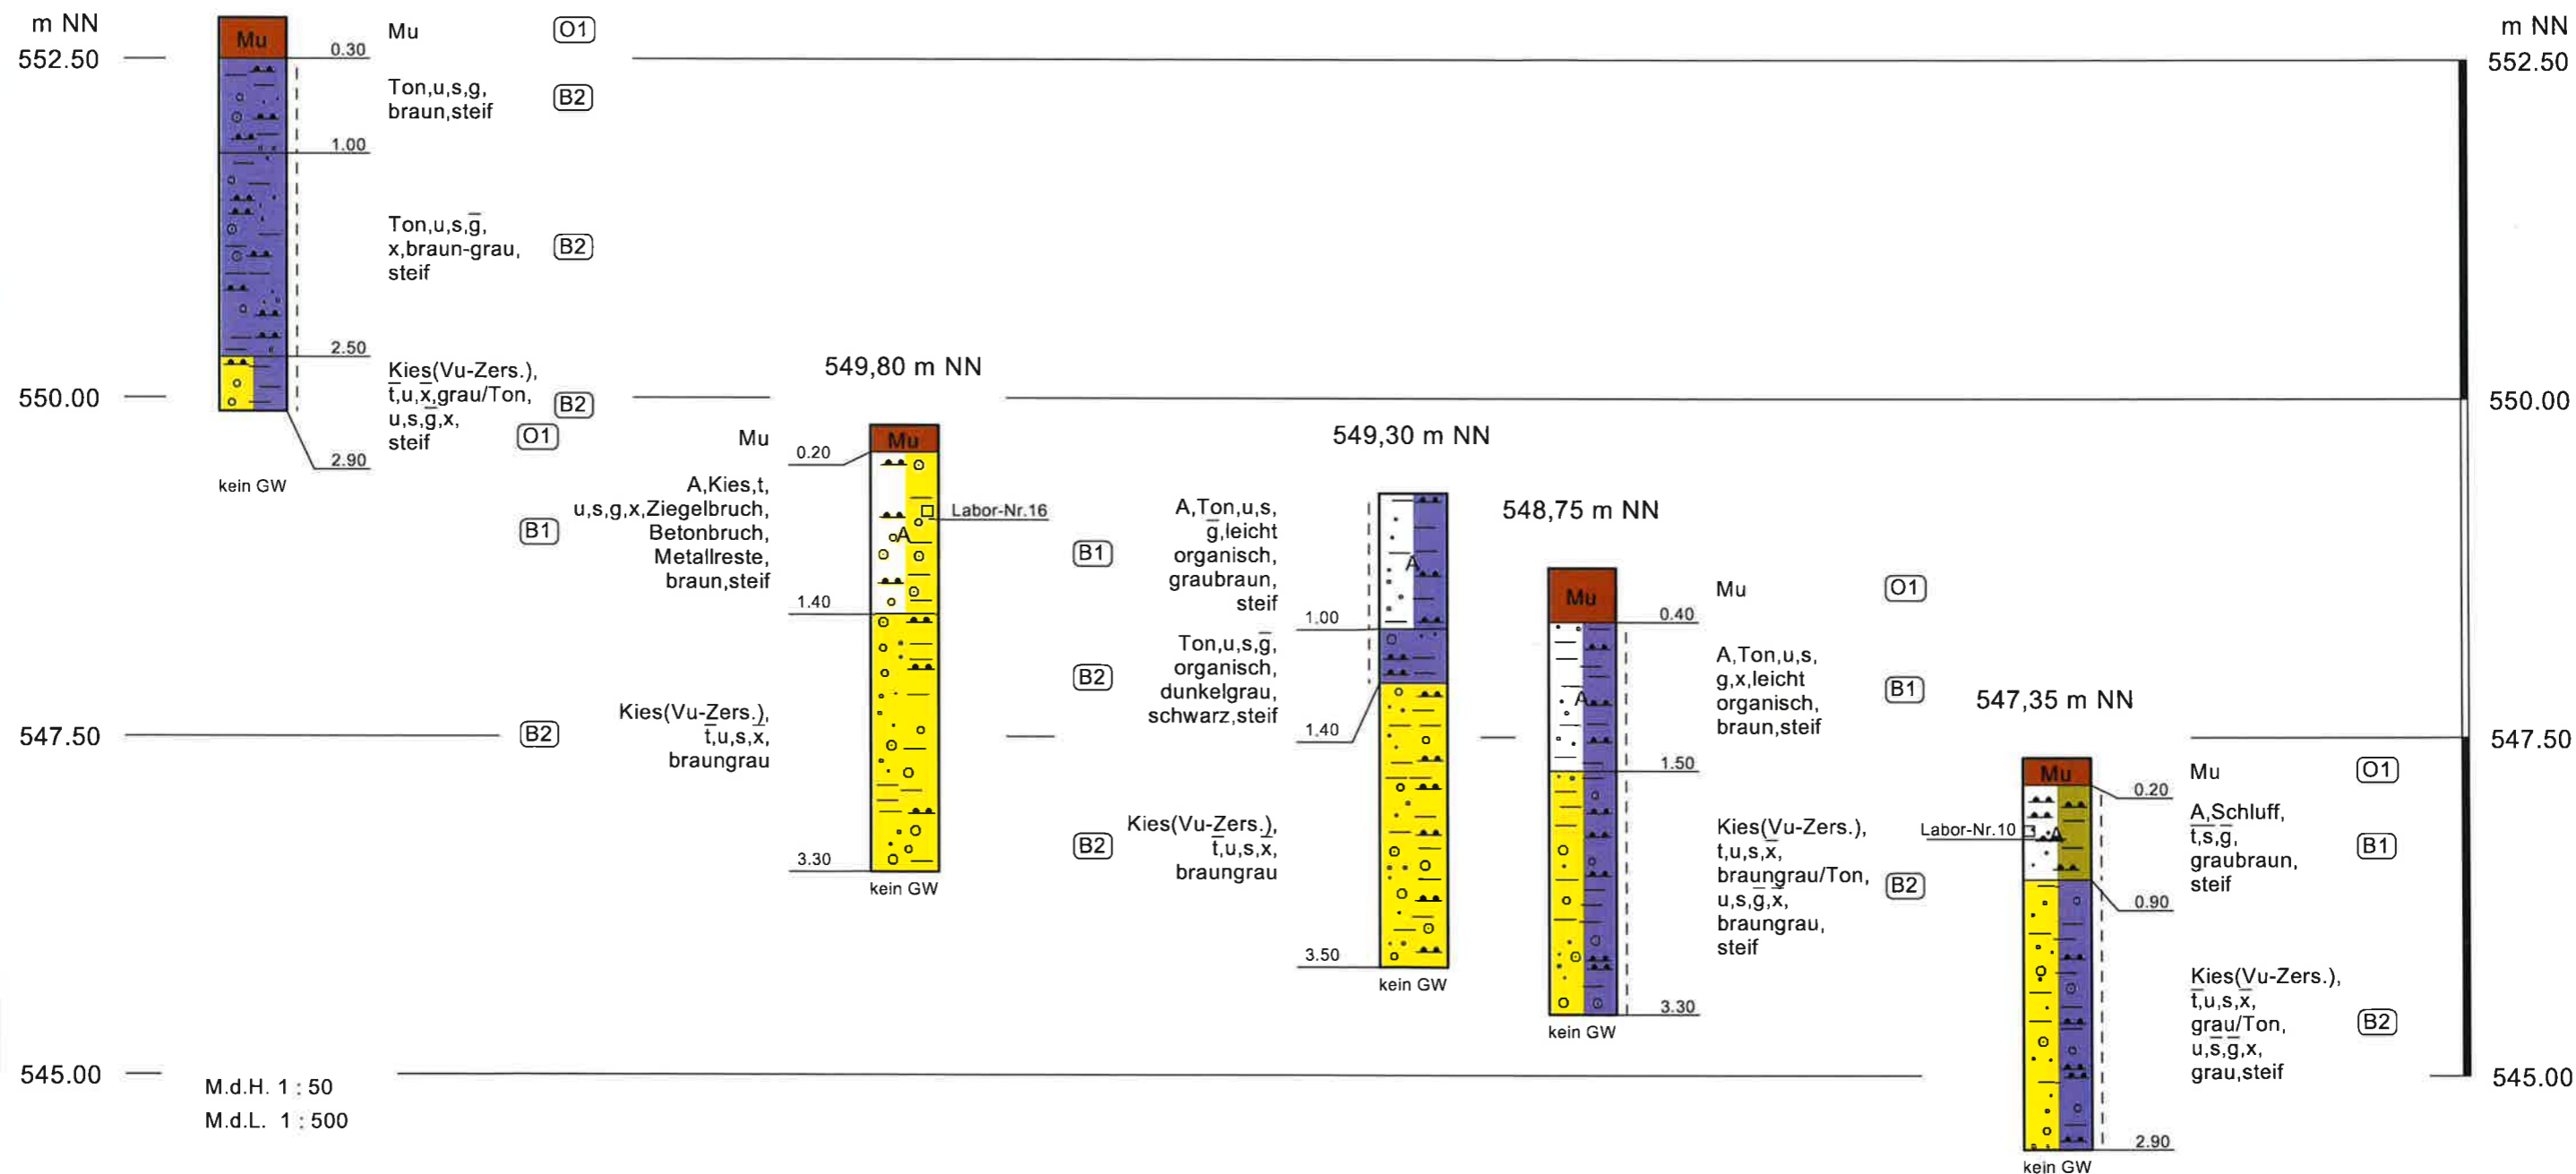 m NN
552.50
550.00
547.50
545.00
M.d.H. 1 : 50
M.d.L. 1 : 500
Mu
0.30
1.00
2.50
2.90
kein GW
Mu
O1
Ton,u,s,g,
braun,steif
B2
Ton,u,s,g̅,
x,braun-grau,
steif
B2
Kies(Vu-Zers.),
t̅,u,x̅,grau/Ton,
u,s,g̅,x,
steif
B2
549,80 m NN
O1
Mu
0.20
Mu
B1
A,Kies,t,
u,s,g,x,Ziegelbruch,
Betonbruch,
Metallreste,
braun,steif
Labor-Nr.16
A
1.40
B2
Kies(Vu-Zers.),
t̅,u,s,x̅,
braungrau
3.30
kein GW
549,30 m NN
B1
A,Ton,u,s,
g̅,leicht
organisch,
graubraun,
steif
A
1.00
B2
Ton,u,s,g̅,
organisch,
dunkelgrau,
schwarz,steif
1.40
B2
Kies(Vu-Zers.),
t̅,u,s,x̅,
braungrau
3.50
kein GW
548,75 m NN
Mu
0.40
Mu
O1
A
A,Ton,u,s,
g,x,leicht
organisch,
braun,steif
B1
1.50
Kies(Vu-Zers.),
t,u,s,x̅,
braungrau/Ton,
u,s,g̅,x̅,
braungrau,
steif
B2
3.30
kein GW
547,35 m NN
Mu
0.20
Mu
O1
Labor-Nr.10
A
A,Schluff,
t̅,s,g̅,
graubraun,
steif
B1
0.90
Kies(Vu-Zers.),
t̅,u,s,x̅,
grau/Ton,
u,s̅,g̅,x,
grau,steif
B2
2.90
kein GW
m NN
552.50
550.00
547.50
545.00